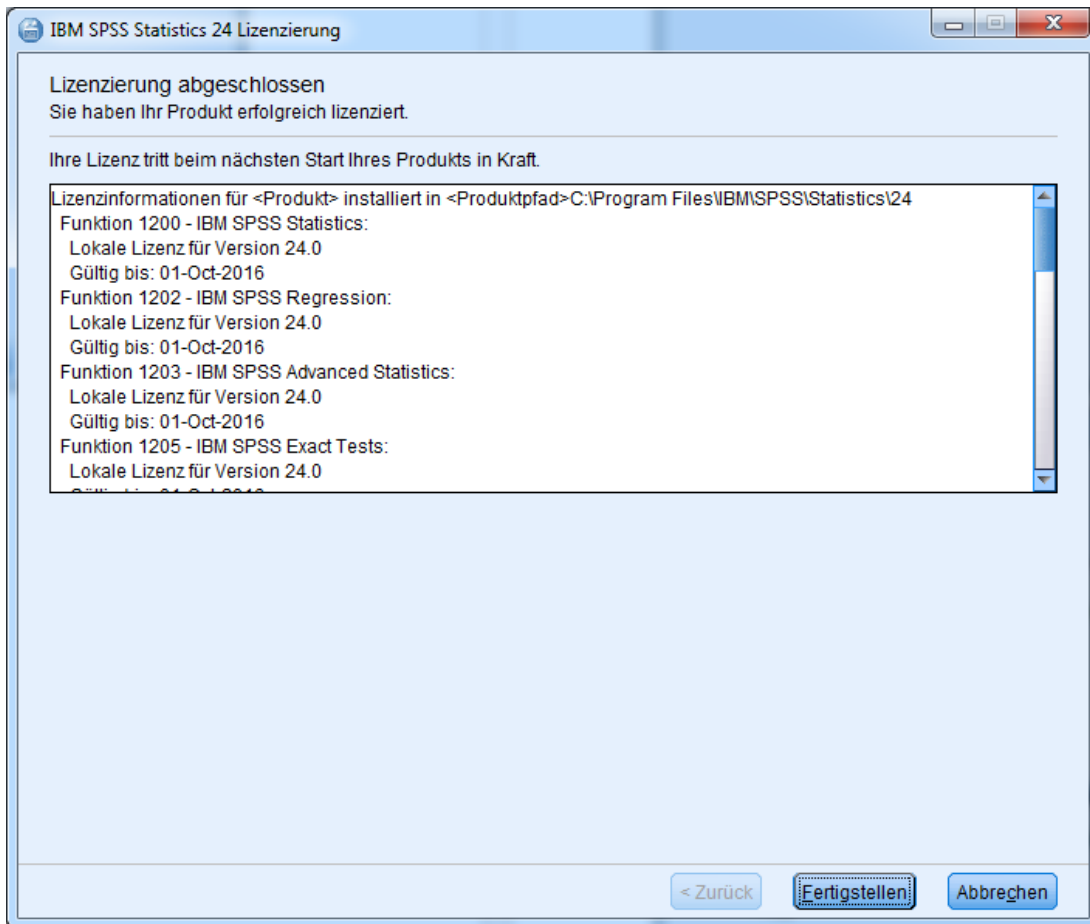 IBM SPSS Statistics 24 Lizenzierung
Lizenzierung abgeschlossen
Sie haben Ihr Produkt erfolgreich lizenziert.
Ihre Lizenz tritt beim nächsten Start Ihres Produkts in Kraft.
Lizenzinformationen für <Produkt> installiert in <Produktpfad>C:\Program Files\IBM\SPSS\Statistics\24
Funktion 1200 - IBM SPSS Statistics:
Lokale Lizenz für Version 24.0
Gültig bis: 01-Oct-2016
Funktion 1202 - IBM SPSS Regression:
Lokale Lizenz für Version 24.0
Gültig bis: 01-Oct-2016
Funktion 1203 - IBM SPSS Advanced Statistics:
Lokale Lizenz für Version 24.0
Gültig bis: 01-Oct-2016
Funktion 1205 - IBM SPSS Exact Tests:
Lokale Lizenz für Version 24.0
< Zurück Fertigstellen Abbrechen